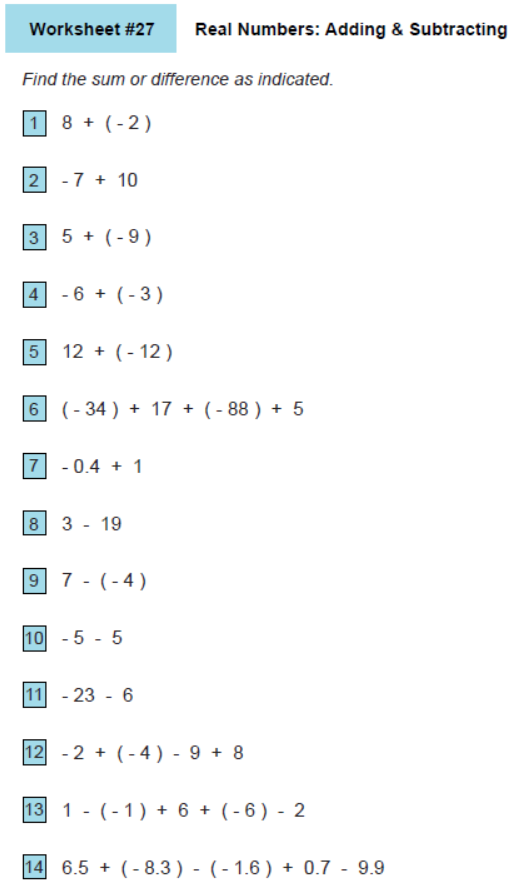 Worksheet #27 Real Numbers: Adding & Subtracting
Find the sum or difference as indicated.
1 8 + ( - 2 )
2 - 7 + 10
3 5 + ( - 9 )
4 - 6 + ( - 3 )
5 12 + ( - 12 )
6 ( - 34 ) + 17 + ( - 88 ) + 5
7 - 0.4 + 1
8 3 - 19
9 7 - ( - 4 )
10 - 5 - 5
11 - 23 - 6
12 - 2 + ( - 4 ) - 9 + 8
13 1 - ( - 1 ) + 6 + ( - 6 ) - 2
14 6.5 + ( - 8.3 ) - ( - 1.6 ) + 0.7 - 9.9